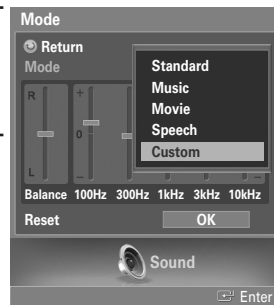 Mode
Return
Mode
Standard
Music
Movie
Speech
Custom
R
+
0
−
L
−
Balance 100Hz 300Hz 1kHz 3kHz 10kHz
Reset OK
Sound
Enter